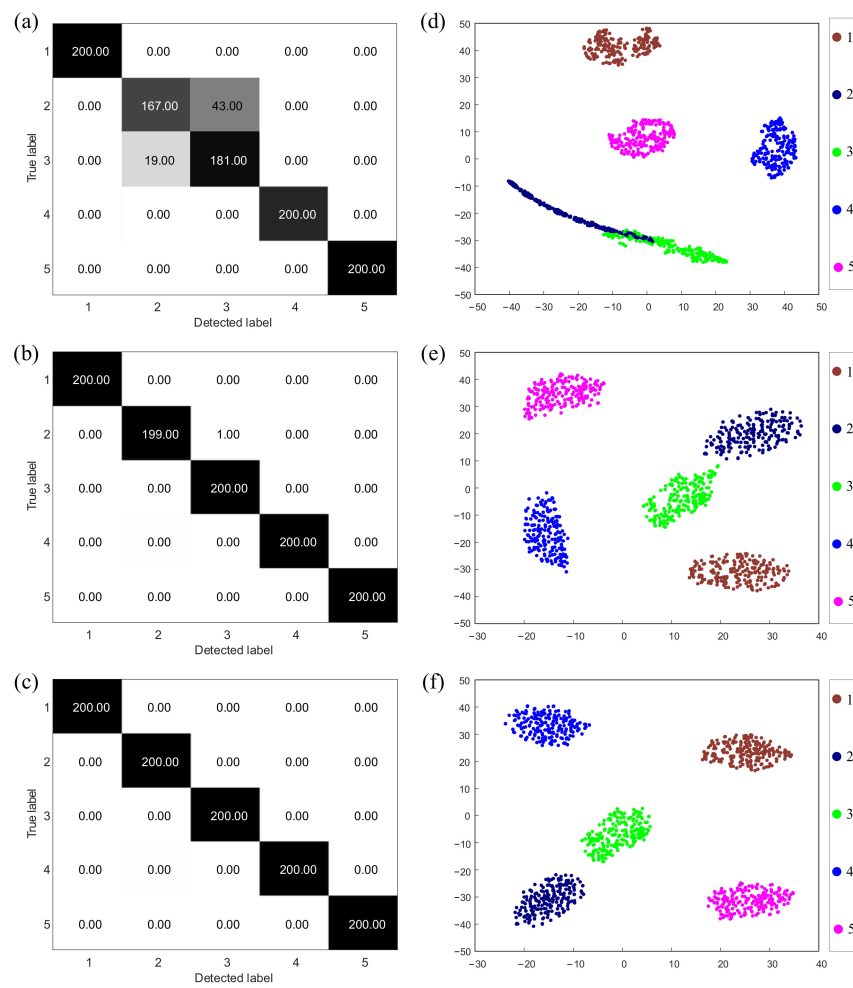 (a)
1 200.00 0.00 0.00 0.00 0.00
2 0.00 167.00 43.00 0.00 0.00
True label
3 0.00 19.00 181.00 0.00 0.00
4 0.00 0.00 0.00 200.00 0.00
5 0.00 0.00 0.00 0.00 200.00
1 2 3 4 5
Detected label
(d)
50
40
30
20
10
0
−10
−20
−30
−40
−50
−50 −40 −30 −20 −10 0 10 20 30 40 50
1
2
3
4
5
(b)
1 200.00 0.00 0.00 0.00 0.00
2 0.00 199.00 1.00 0.00 0.00
True label
3 0.00 0.00 200.00 0.00 0.00
4 0.00 0.00 0.00 200.00 0.00
5 0.00 0.00 0.00 0.00 200.00
1 2 3 4 5
Detected label
(e)
50
40
30
20
10
0
−10
−20
−30
−40
−50
−30 −20 −10 0 10 20 30 40
1
2
3
4
5
(c)
1 200.00 0.00 0.00 0.00 0.00
2 0.00 200.00 0.00 0.00 0.00
True label
3 0.00 0.00 200.00 0.00 0.00
4 0.00 0.00 0.00 200.00 0.00
5 0.00 0.00 0.00 0.00 200.00
1 2 3 4 5
Detected label
(f)
50
40
30
20
10
0
−10
−20
−30
−40
−50
−30 −20 −10 0 10 20 30 40
1
2
3
4
5